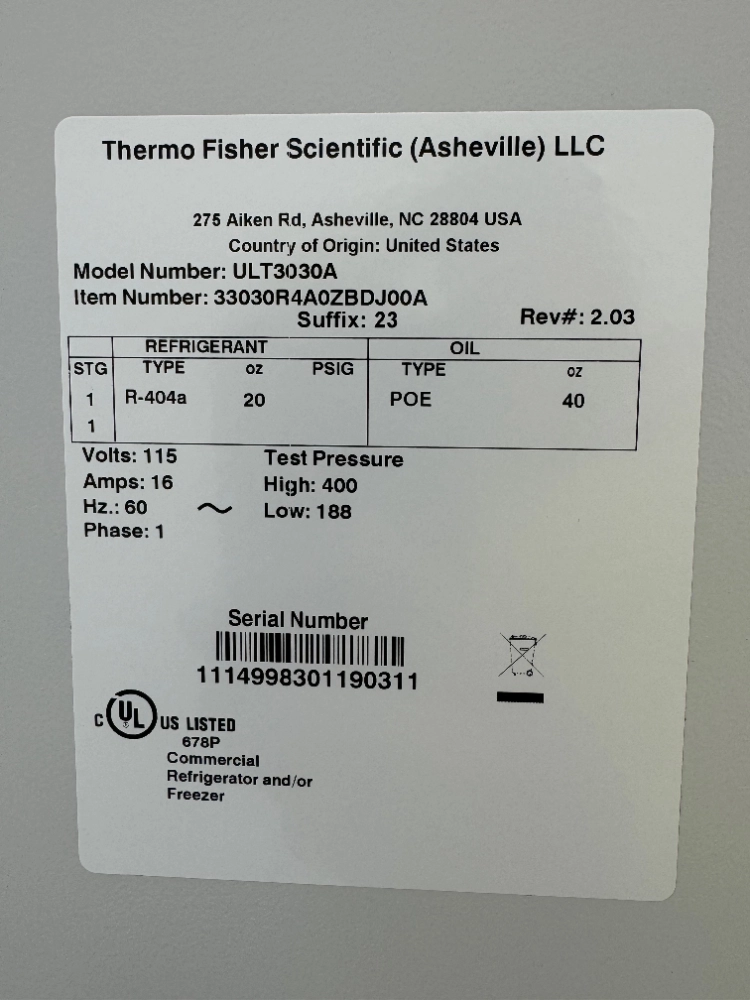 Thermo Fisher Scientific (Asheville) LLC
275 Aiken Rd, Asheville, NC 28804 USA
Country of Origin: United States
Model Number: ULT3030A
Item Number: 33030R4A0ZBDJ00A
Suffix: 23 Rev#: 2.03
REFRIGERANT OIL
STG TYPE oz PSIG TYPE oz
1 R-404a 20 POE 40
1
Volts: 115 Test Pressure
Amps: 16 High: 400
Hz.: 60 ~ Low: 188
Phase: 1
Serial Number
1114998301190311
C UL ® US LISTED
678P
Commercial
Refrigerator and/or
Freezer